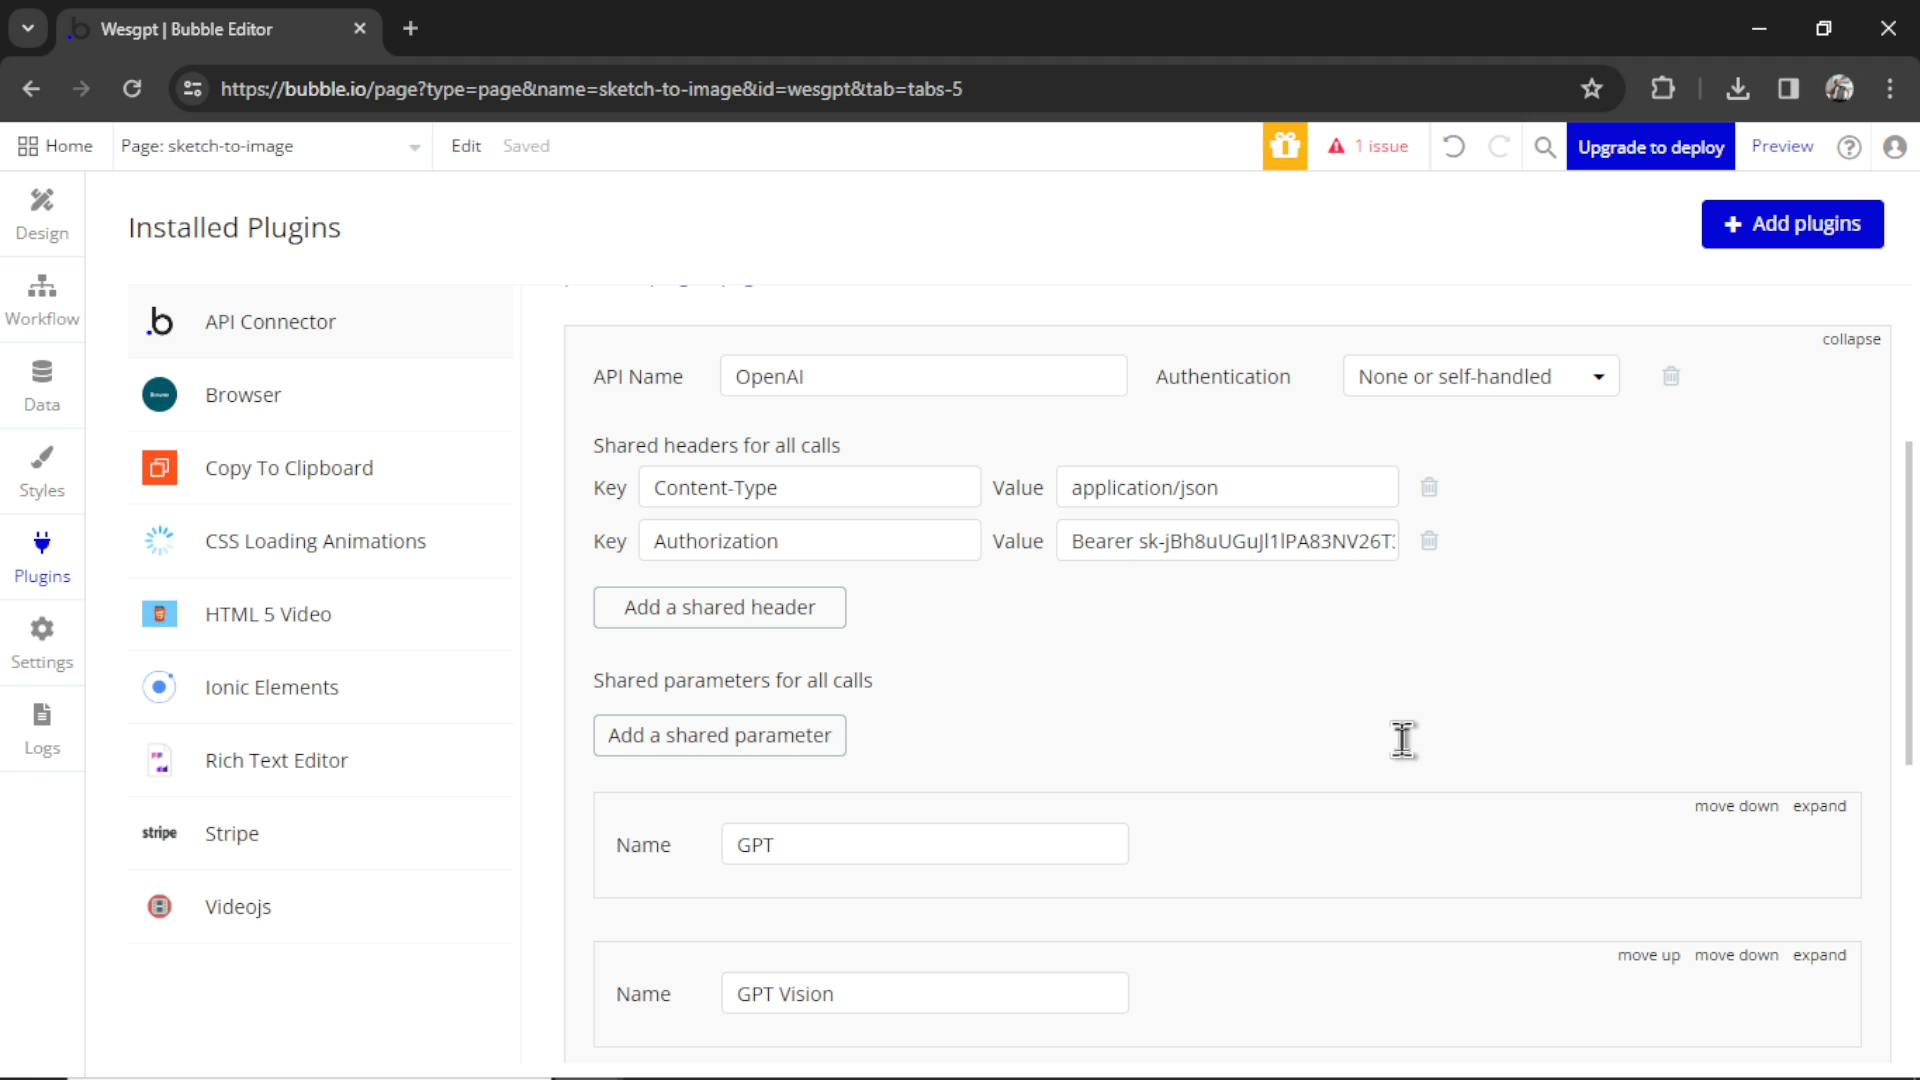 Wesgpt | Bubble Editor
https://bubble.io/page?type=page&name=sketch-to-image&id=wesgpt&tab=tabs-5
Home
Page: sketch-to-image
Edit
Saved
1 issue
Upgrade to deploy
Preview
Design
Workflow
Data
Styles
Plugins
Settings
Logs
Installed Plugins
+ Add plugins
API Connector
Browser
Copy To Clipboard
CSS Loading Animations
HTML 5 Video
Ionic Elements
Rich Text Editor
stripe Stripe
Videojs
collapse
API Name OpenAI Authentication None or self-handled
Shared headers for all calls
Key Content-Type Value application/json
Key Authorization Value Bearer
Add a shared header
Shared parameters for all calls
Add a shared parameter
move down expand
Name GPT
move up move down expand
Name GPT Vision